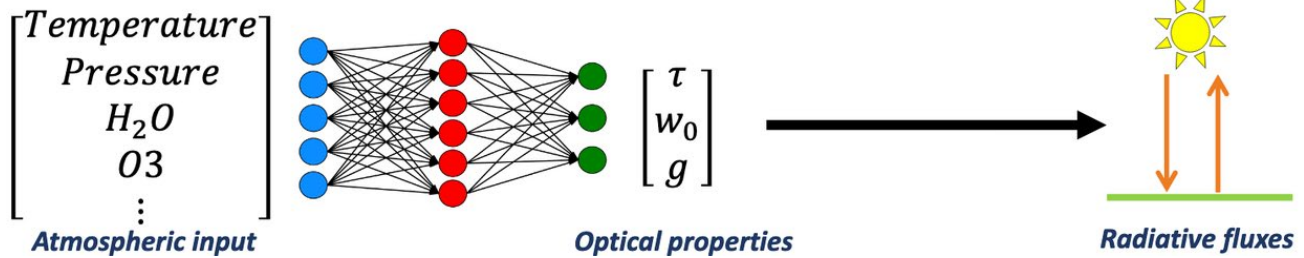 Temperature
Pressure
H₂O
O3
⋮
Atmospheric input
τ
w₀
g
Optical properties
Radiative fluxes